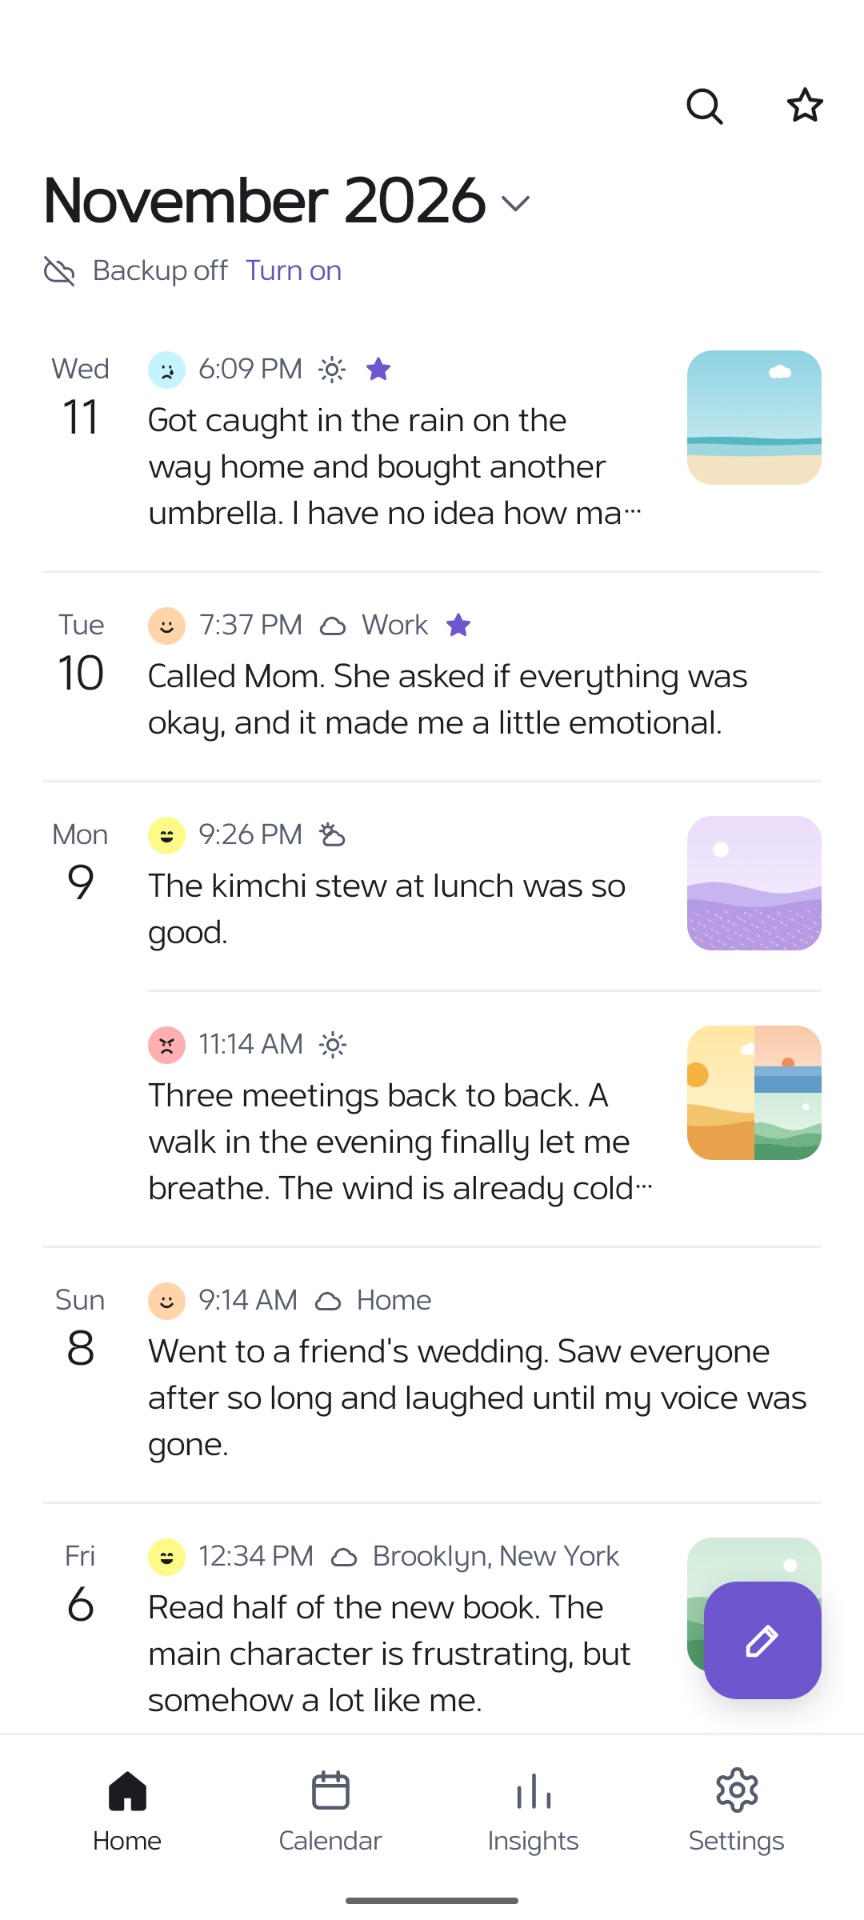 November 2026
Backup off Turn on
Wed
11
6:09 PM
Got caught in the rain on the
way home and bought another
umbrella. I have no idea how ma…
Tue
10
7:37 PM Work
Called Mom. She asked if everything was
okay, and it made me a little emotional.
Mon
9
9:26 PM
The kimchi stew at lunch was so
good.
11:14 AM
Three meetings back to back. A
walk in the evening finally let me
breathe. The wind is already cold…
Sun
8
9:14 AM Home
Went to a friend's wedding. Saw everyone
after so long and laughed until my voice was
gone.
Fri
6
12:34 PM Brooklyn, New York
Read half of the new book. The
main character is frustrating, but
somehow a lot like me.
Home
Calendar
Insights
Settings